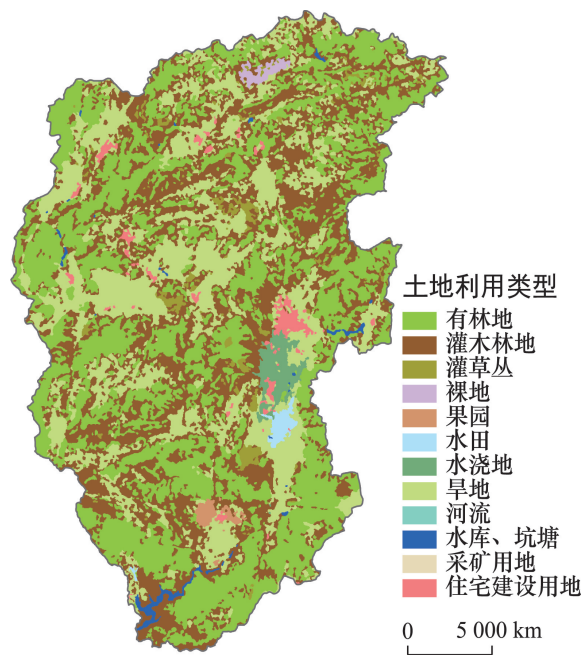 土地利用类型
有林地
灌木林地
灌草丛
裸地
果园
水田
水浇地
旱地
河流
水库、坑塘
采矿用地
住宅建设用地
0 5 000 km